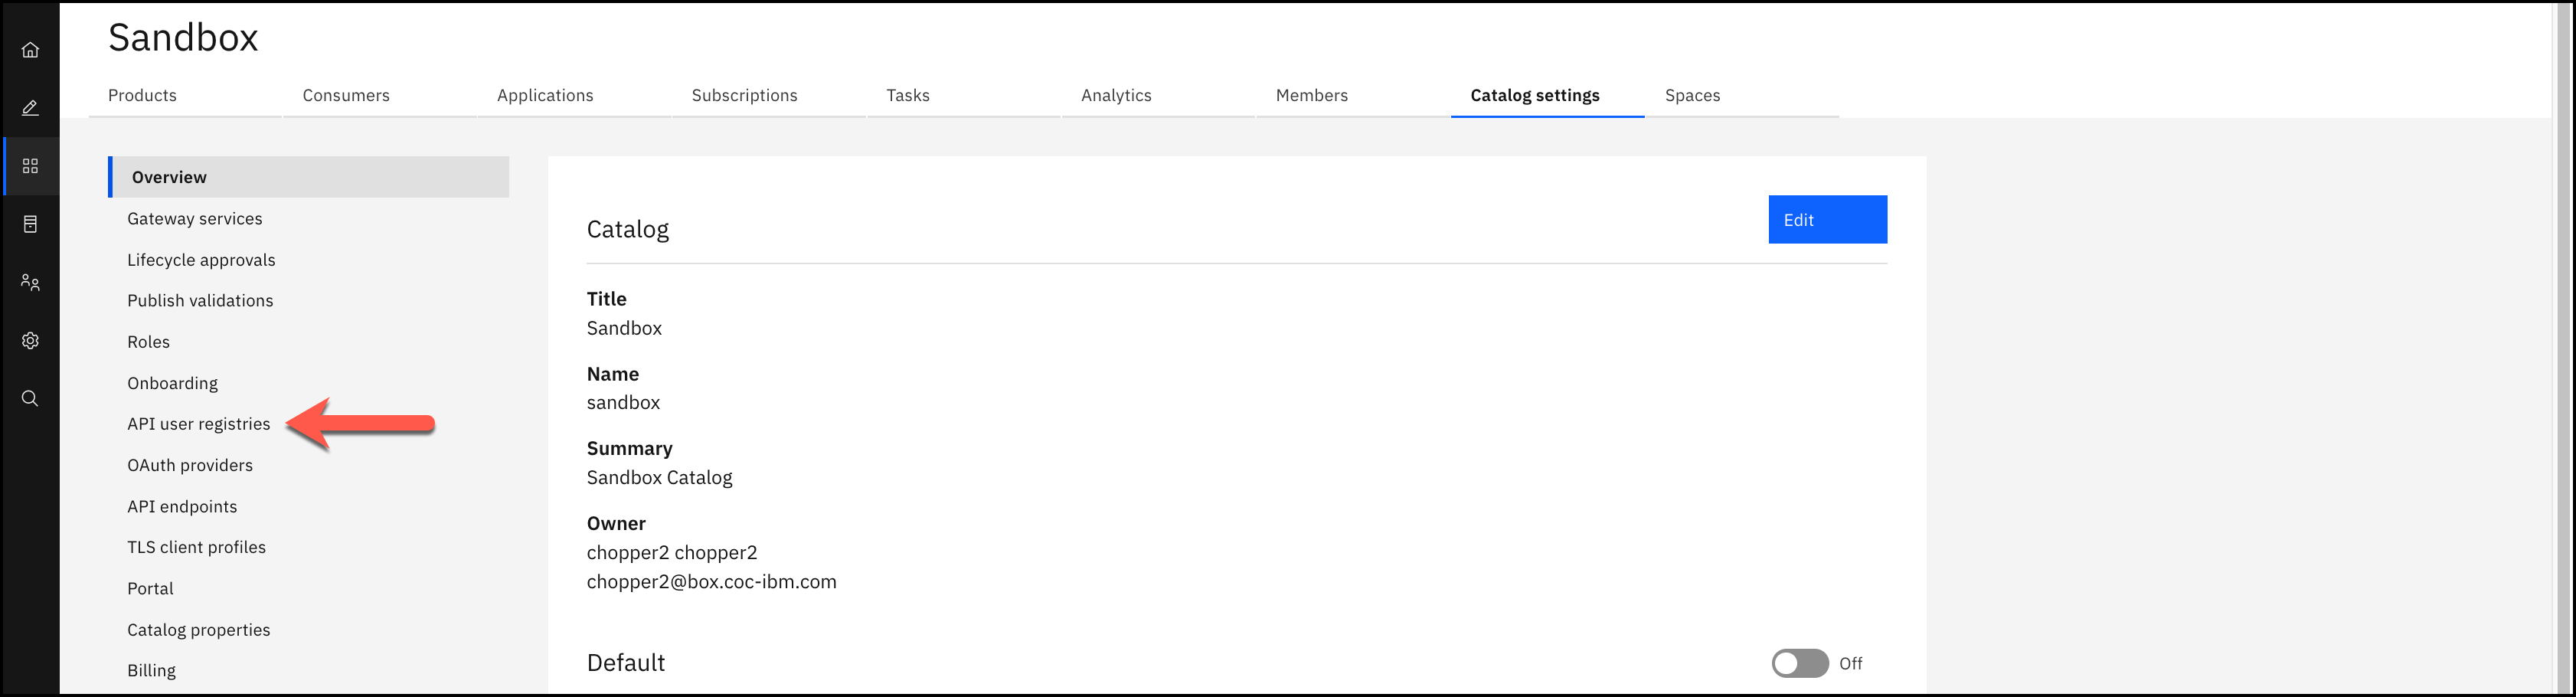 Sandbox
Products
Consumers
Applications
Subscriptions
Tasks
Analytics
Members
Catalog settings
Spaces
Overview
Gateway services
Lifecycle approvals
Publish validations
Roles
Onboarding
API user registries
OAuth providers
API endpoints
TLS client profiles
Portal
Catalog properties
Billing
Catalog
Edit
Title
Sandbox
Name
sandbox
Summary
Sandbox Catalog
Owner
chopper2 chopper2
chopper2@box.coc-ibm.com
Default
Off